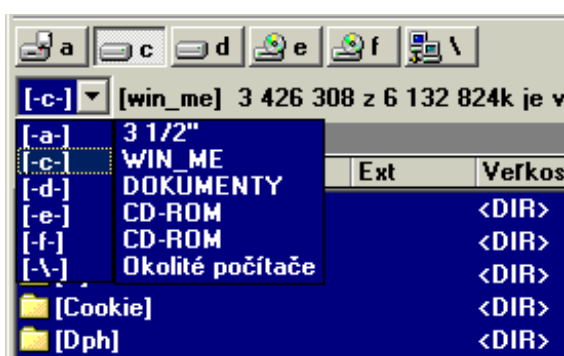 a c d e f \
[-c-] [win_me] 3 426 308 z 6 132 824k je v
[-a-] 3 1/2"
[-c-] WIN_ME
[-d-] DOKUMENTY
[-e-] CD-ROM
[-f-] CD-ROM
[-\-] Okolité počítače
Ext Veľkos
<DIR>
<DIR>
<DIR>
[Cookie] <DIR>
[Dph] <DIR>